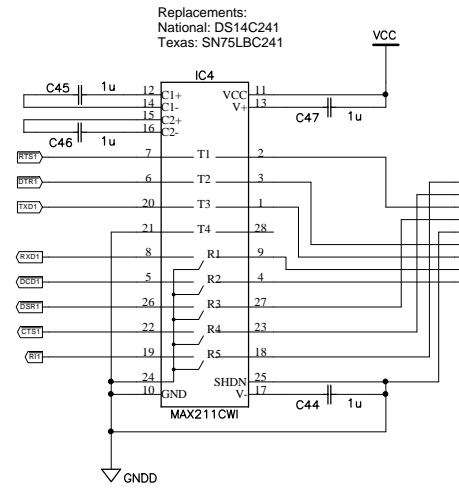 Replacements:
National: DS14C241
Texas: SN75LBC241
VCC
IC4
C45 1u 12 C1+ VCC 11
14 C1- V+ 13 C47 1u
15 C2+
C46 1u 16 C2-
RTS1 7 T1 2
DTR1 6 T2 3
TXD1 20 T3 1
21 T4 28
RXD1 8 R1 9
DCD1 5 R2 4
DSR1 26 R3 27
CTS1 22 R4 23
RI1 19 R5 18
24 SHDN 25
10 GND V- 17 C44 1u
MAX211CWI
GNDD